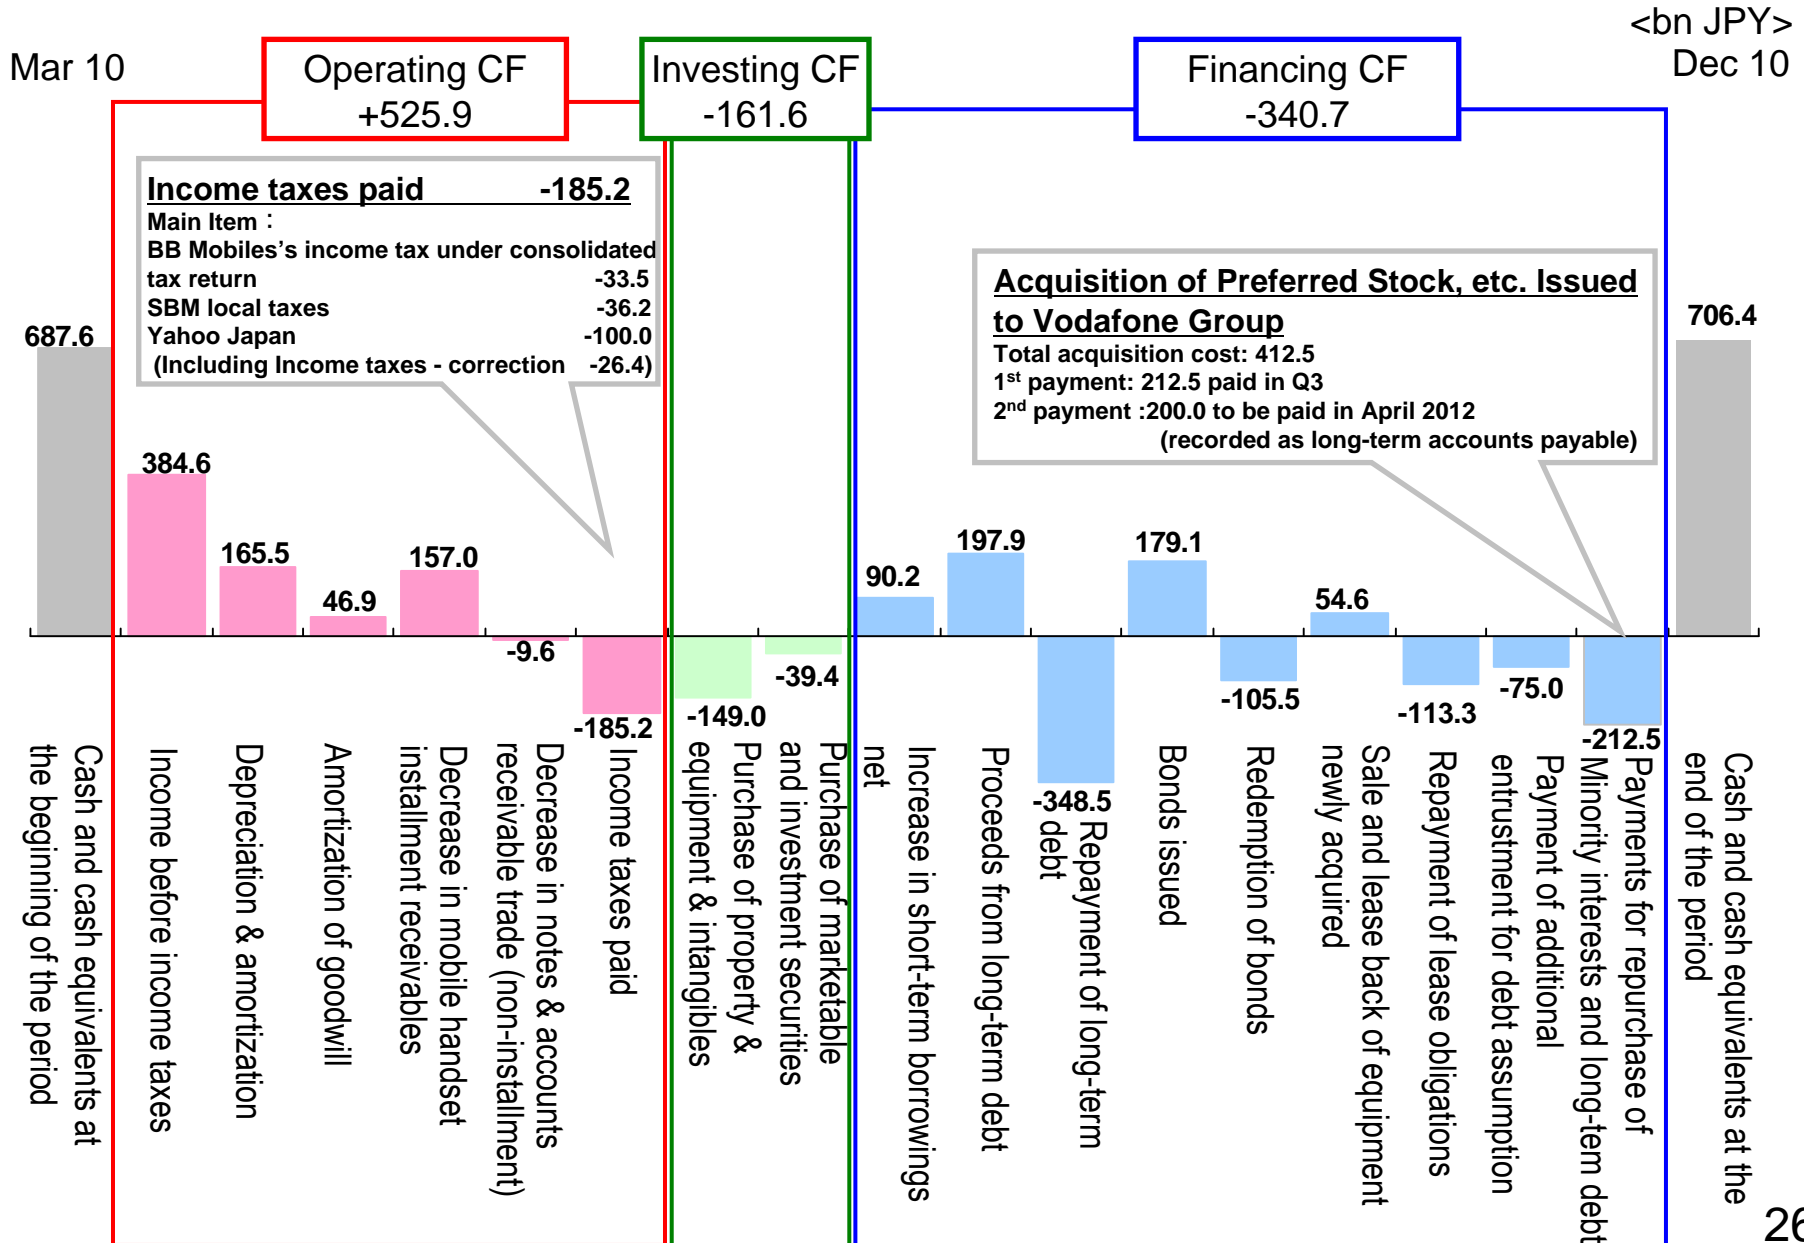 <bn JPY>
Mar 10
Dec 10
Operating CF
+525.9
Investing CF
-161.6
Financing CF
-340.7
Income taxes paid -185.2
Main Item：
BB Mobiles's income tax under consolidated
tax return -33.5
SBM local taxes -36.2
Yahoo Japan -100.0
(Including Income taxes - correction -26.4)
Acquisition of Preferred Stock, etc. Issued
to Vodafone Group
Total acquisition cost: 412.5
1st payment: 212.5 paid in Q3
2nd payment :200.0 to be paid in April 2012
(recorded as long-term accounts payable)
687.6
384.6
165.5
46.9
157.0
-9.6
-185.2
-149.0
-39.4
90.2
197.9
-348.5
179.1
-105.5
54.6
-113.3
-75.0
-212.5
706.4
Cash and cash equivalents at
the beginning of the period
Income before income taxes
Depreciation & amortization
Amortization of goodwill
Decrease in mobile handset
installment receivables
Decrease in notes & accounts
receivable trade (non-installment)
Income taxes paid
Purchase of property &
equipment & intangibles
Purchase of marketable
and investment securities
Increase in short-term borrowings
net
Proceeds from long-term debt
Repayment of long-term
debt
Bonds issued
Redemption of bonds
Sale and lease back of equipment
newly acquired
Repayment of lease obligations
Payment of additional
entrustment for debt assumption
Payments for repurchase of
Minority interests and long-tem debt
Cash and cash equivalents at the
end of the period
26